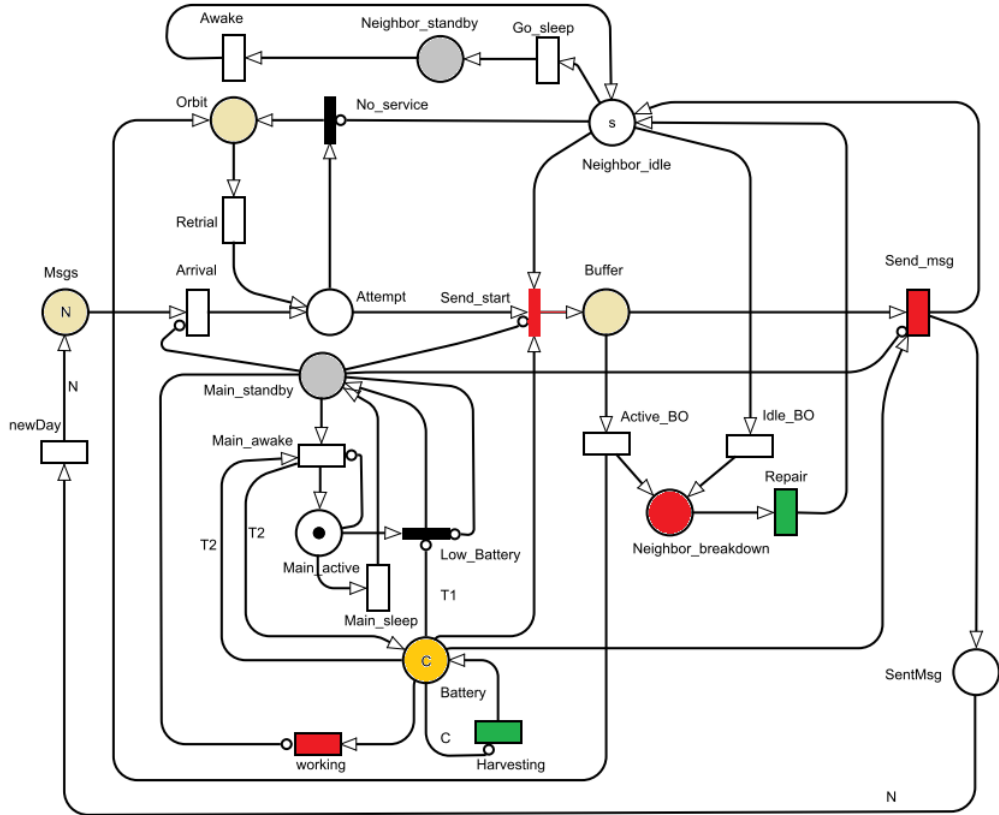 Awake
Neighbor_standby
Go_sleep
Orbit
No_service
s
Neighbor_idle
Retrial
Msgs
Arrival
Attempt
Send_start
Buffer
Send_msg
N
Main_standby
N
newDay
Main_awake
Active_BO
Idle_BO
Repair
T2
T2
Main_active
Low_Battery
Neighbor_breakdown
T1
Main_sleep
C
Battery
SentMsg
C
working
Harvesting
N